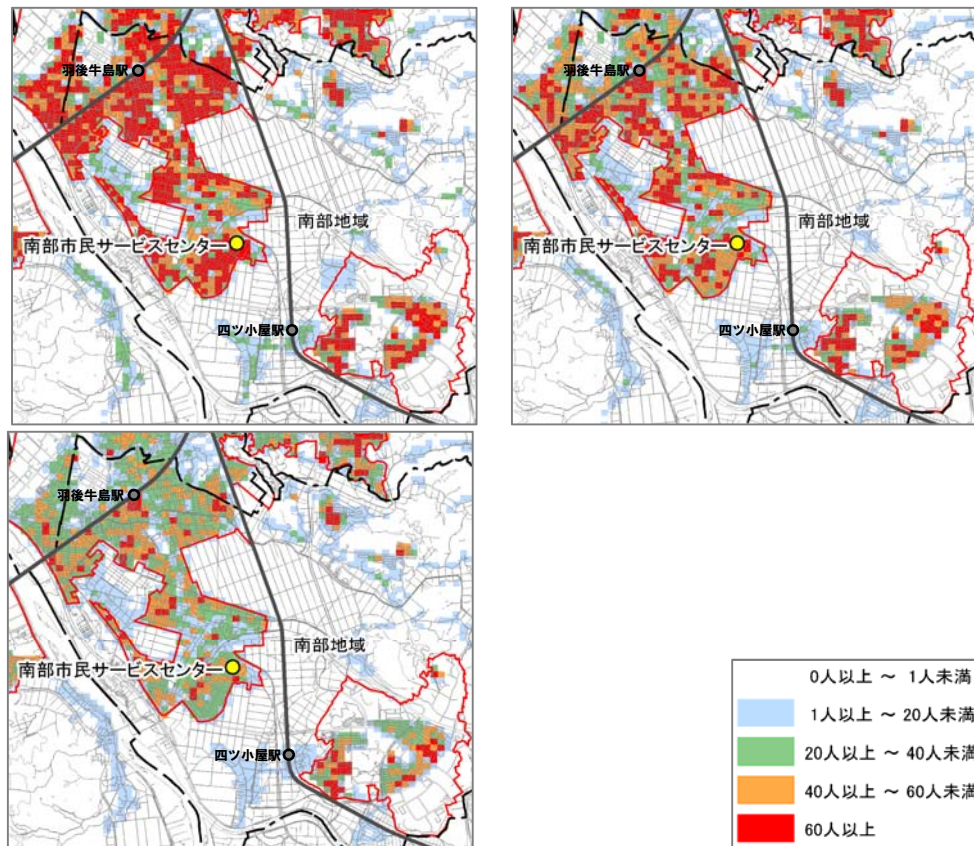 羽後牛島駅
南部地域
南部市民サービスセンター
四ツ小屋駅
羽後牛島駅
南部地域
南部市民サービスセンター
四ツ小屋駅
羽後牛島駅
南部地域
南部市民サービスセンター
四ツ小屋駅
0人以上 ～ 1人未満
1人以上 ～ 20人未満
20人以上 ～ 40人未満
40人以上 ～ 60人未満
60人以上